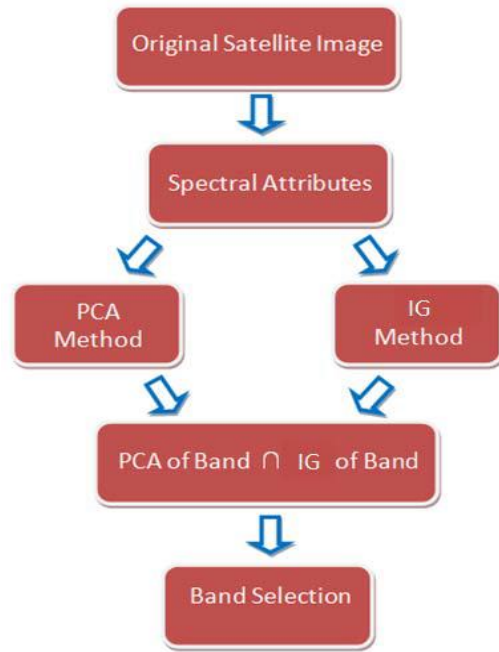 Original Satellite Image
Spectral Attributes
PCA
Method
IG
Method
PCA of Band ∩ IG of Band
Band Selection